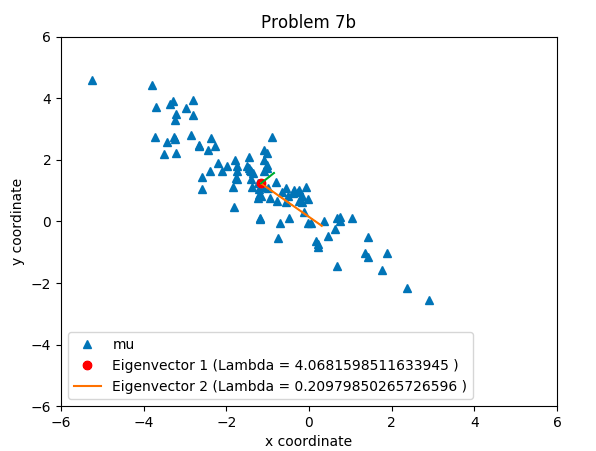 Problem 7b
6
4
2
0
−2
−4
−6
y coordinate
mu
Eigenvector 1 (Lambda = 4.0681598511633945 )
Eigenvector 2 (Lambda = 0.20979850265726596 )
−6 −4 −2 0 2 4 6
x coordinate